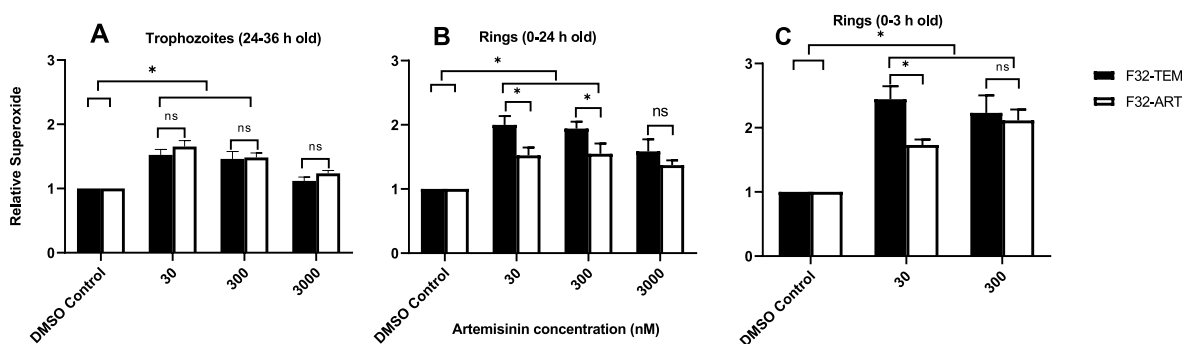 A
Trophozoites (24-36 h old)
Relative Superoxide
3
2
1
0
*
ns
ns
ns
DMSO Control
30
300
3000
B
Rings (0-24 h old)
3
2
1
0
*
*
*
ns
DMSO Control
30
300
3000
Artemisinin concentration (nM)
C
Rings (0-3 h old)
3
2
1
0
*
*
ns
DMSO Control
30
300
F32-TEM
F32-ART